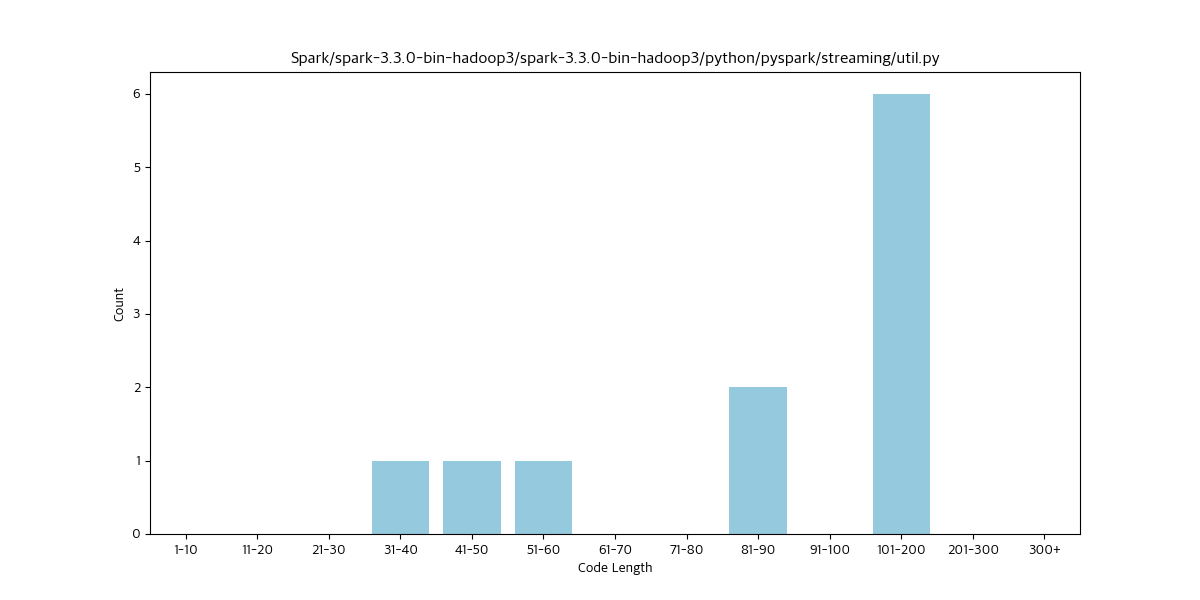 Spark/spark-3.3.0-bin-hadoop3/spark-3.3.0-bin-hadoop3/python/pyspark/streaming/util.py
6
5
4
3
2
1
0
Count
1-10 11-20 21-30 31-40 41-50 51-60 61-70 71-80 81-90 91-100 101-200 201-300 300+
Code Length